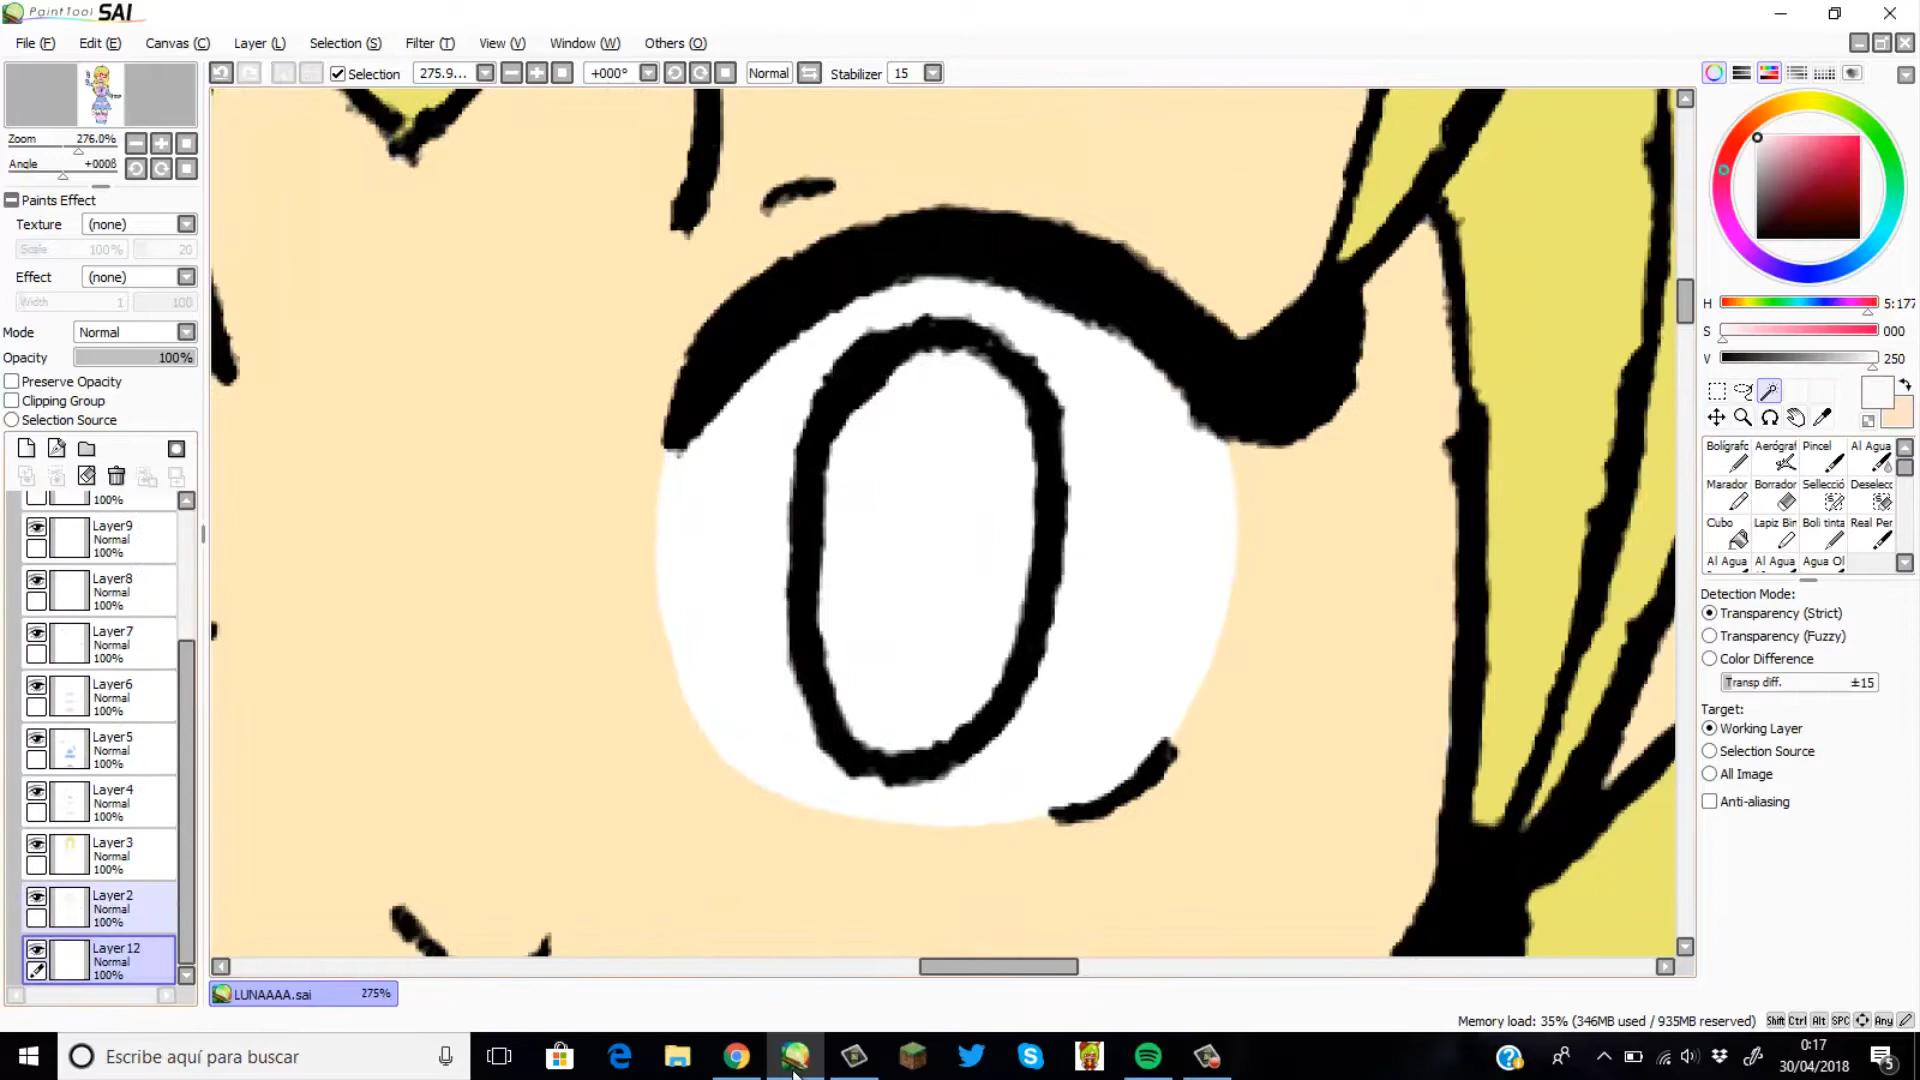 PaintTool SAI
File (F) Edit (E) Canvas (C) Layer (L) Selection (S) Filter (T) View (V) Window (W) Others (O)
Selection 275.9... +000° Normal Stabilizer 15
Zoom 276.0%
Angle +000ß
Paints Effect
Texture (none)
Scale 100% 20
Effect (none)
Width 1 100
Mode Normal
Opacity 100%
Preserve Opacity
Clipping Group
Selection Source
100%
Layer9
Normal
100%
Layer8
Normal
100%
Layer7
Normal
100%
Layer6
Normal
100%
Layer5
Normal
100%
Layer4
Normal
100%
Layer3
Normal
100%
Layer2
Normal
100%
Layer12
Normal
100%
H 5:177
S 000
V 250
Bolígrafo Aerógraf Pincel Al Agua
Marador Borrador Sellecció Deselecc
Cubo Lapiz Bin Boli tinta Real Per
Al Agua Al Agua Agua Ol
Detection Mode:
Transparency (Strict)
Transparency (Fuzzy)
Color Difference
Transp diff. ±15
Target:
Working Layer
Selection Source
All Image
Anti-aliasing
LUNAAAA.sai 275%
Memory load: 35% (346MB used / 935MB reserved) Shift Ctrl Alt SPC Any
Escribe aquí para buscar
0:17
30/04/2018
5